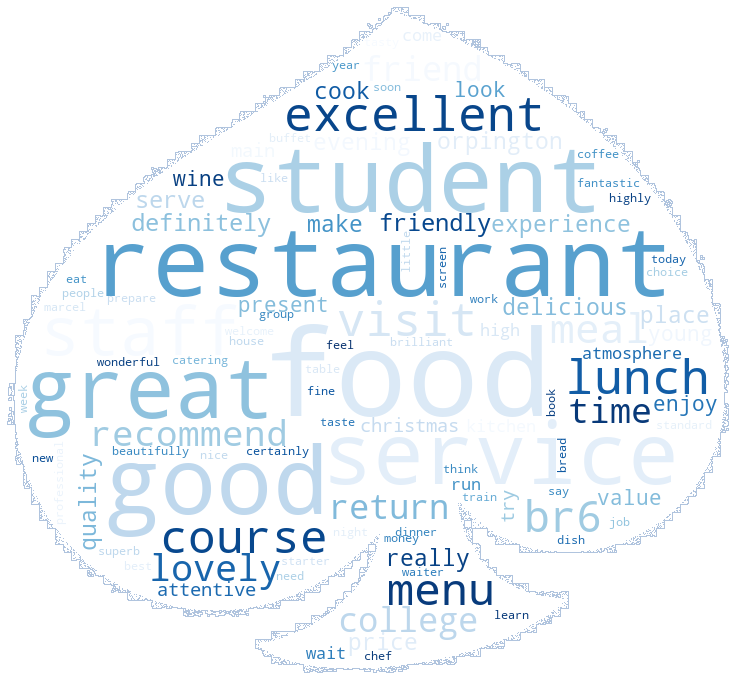 come
year
friend
cook
soon
look
excellent
buffet
evening
orpington
main
student
coffee
wine
like
fantastic
serve
highly
definitely
make
friendly
experience
restaurant
little
screen
today
choice
eat
people
prepare
work
marcel
present
group
visit
delicious
place
staff
welcome
high
meal
young
house
feel
brilliant
food
atmosphere
wonderful
catering
table
lunch
great
fine
week
book
time
enjoy
recommend
taste
christmas
kitchen
standard
beautifully
nice
certainly
service
new
professional
quality
good
think
bread
run
train
say
try
value
return
br6
job
course
night
dinner
money
dish
superb
best
starter
really
lovely
need
waiter
attentive
menu
college
learn
price
wait
chef